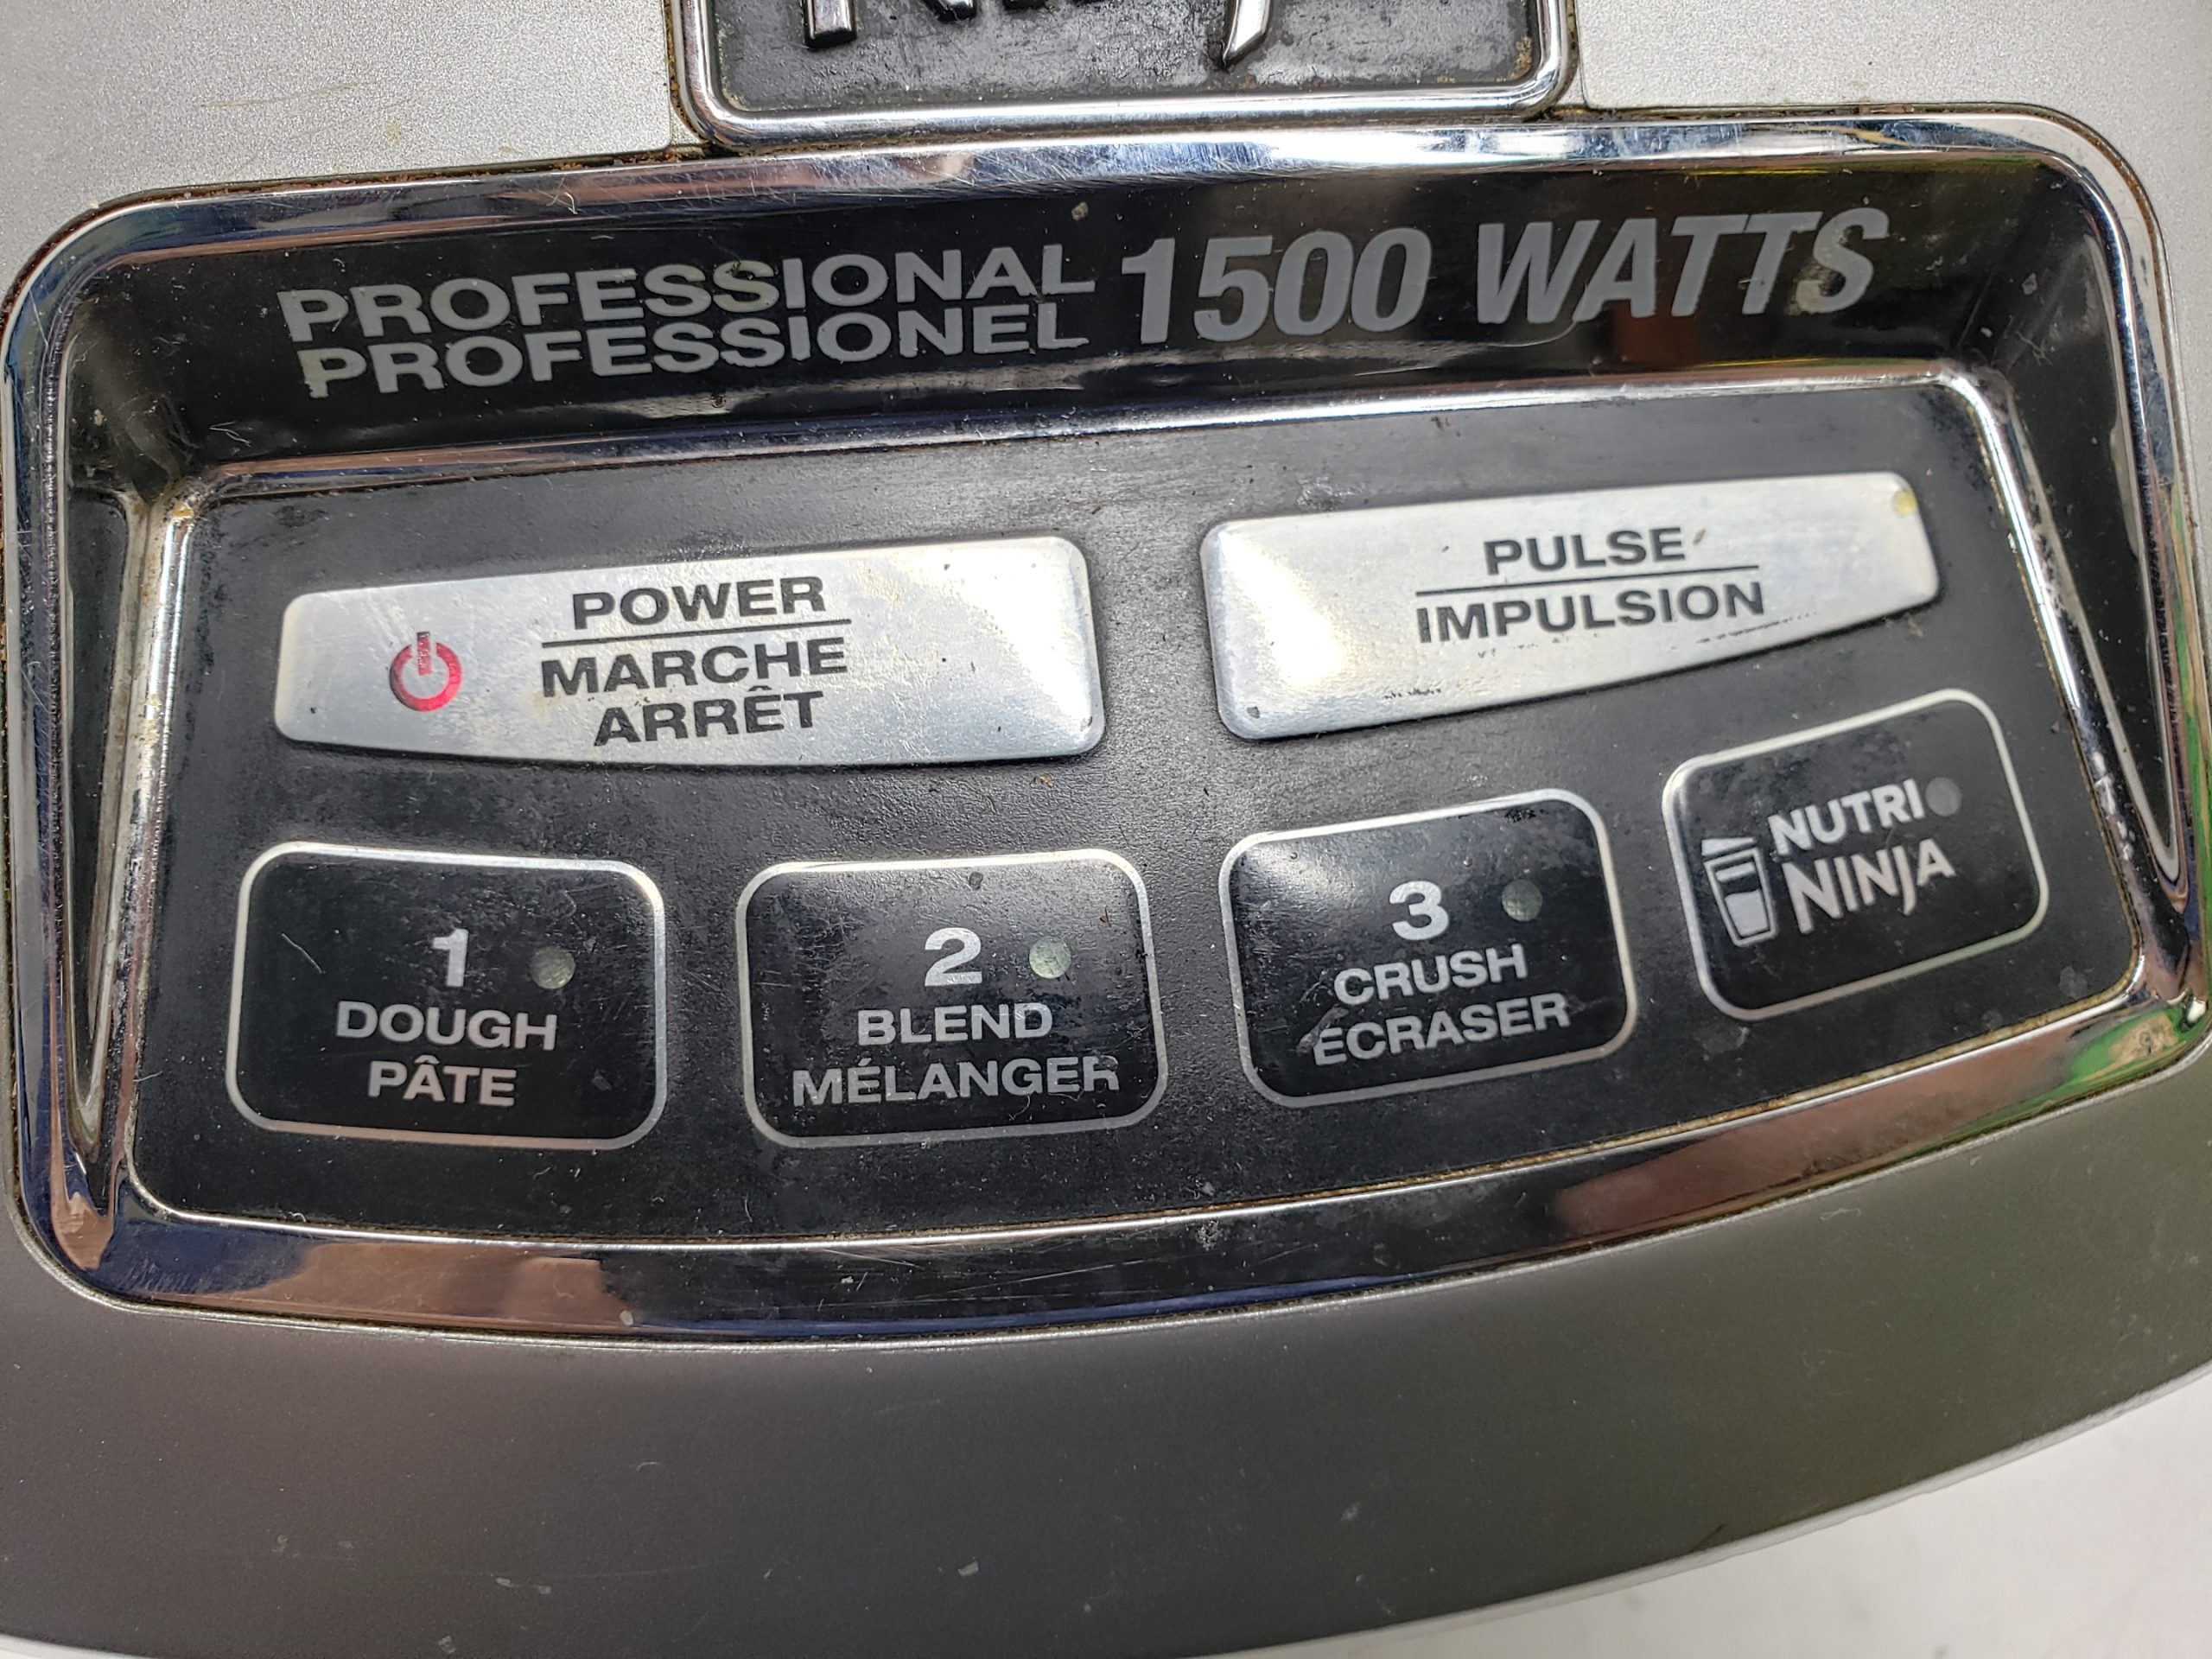 PROFESSIONAL
PROFESSIONEL
1500 WATTS
POWER
MARCHE
ARRÊT
PULSE
IMPULSION
1
DOUGH
PÂTE
2
BLEND
MÉLANGER
3
CRUSH
ECRASER
NUTRI
NINJA